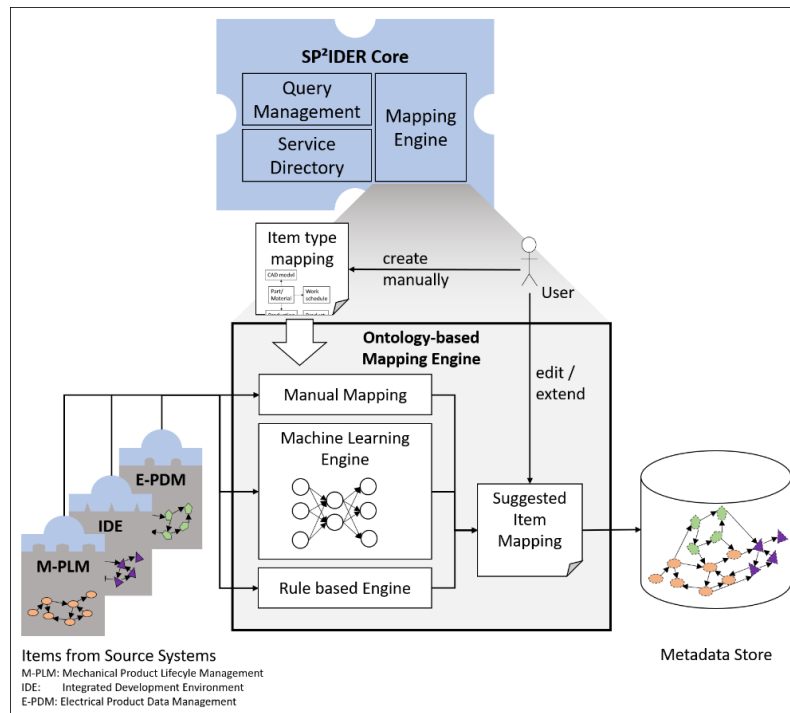 SP²IDER Core
Query
Management
Mapping
Engine
Service
Directory
Item type
mapping
CAD model
Part/
Material
Work
schedule
create
manually
User
Ontology-based
Mapping Engine
edit /
extend
Manual Mapping
Machine Learning
Engine
E-PDM
IDE
M-PLM
Suggested
Item
Mapping
Rule based Engine
Items from Source Systems
Metadata Store
M-PLM: Mechanical Product Lifecyle Management
IDE: Integrated Development Environment
E-PDM: Electrical Product Data Management